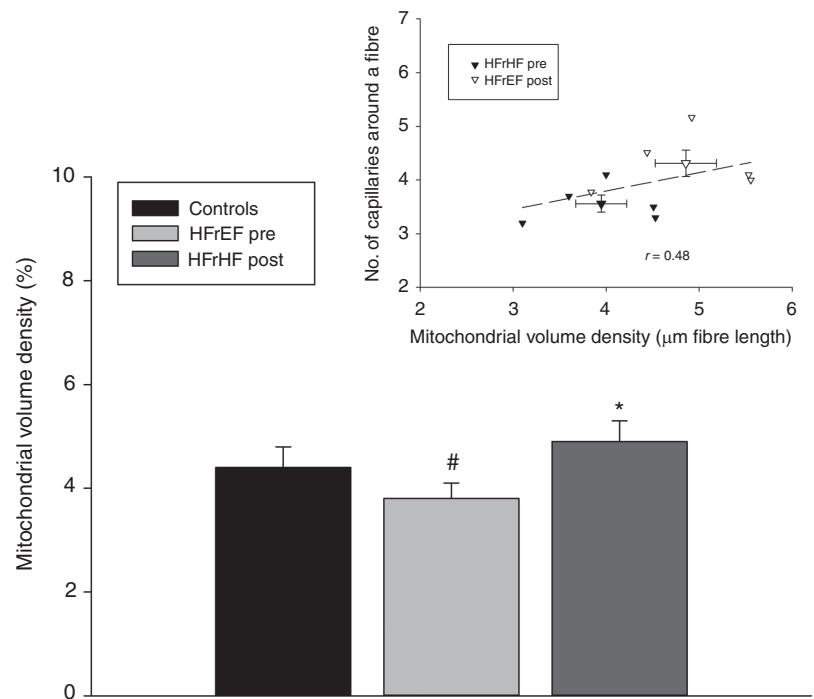 7
6
5
4
3
2
No. of capillaries around a fibre
HFrHF pre
HFrEF post
r = 0.48
2
3
4
5
6
Mitochondrial volume density (μm fibre length)
10
8
6
4
2
0
Mitochondrial volume density (%)
Controls
HFrEF pre
HFrHF post
#
*